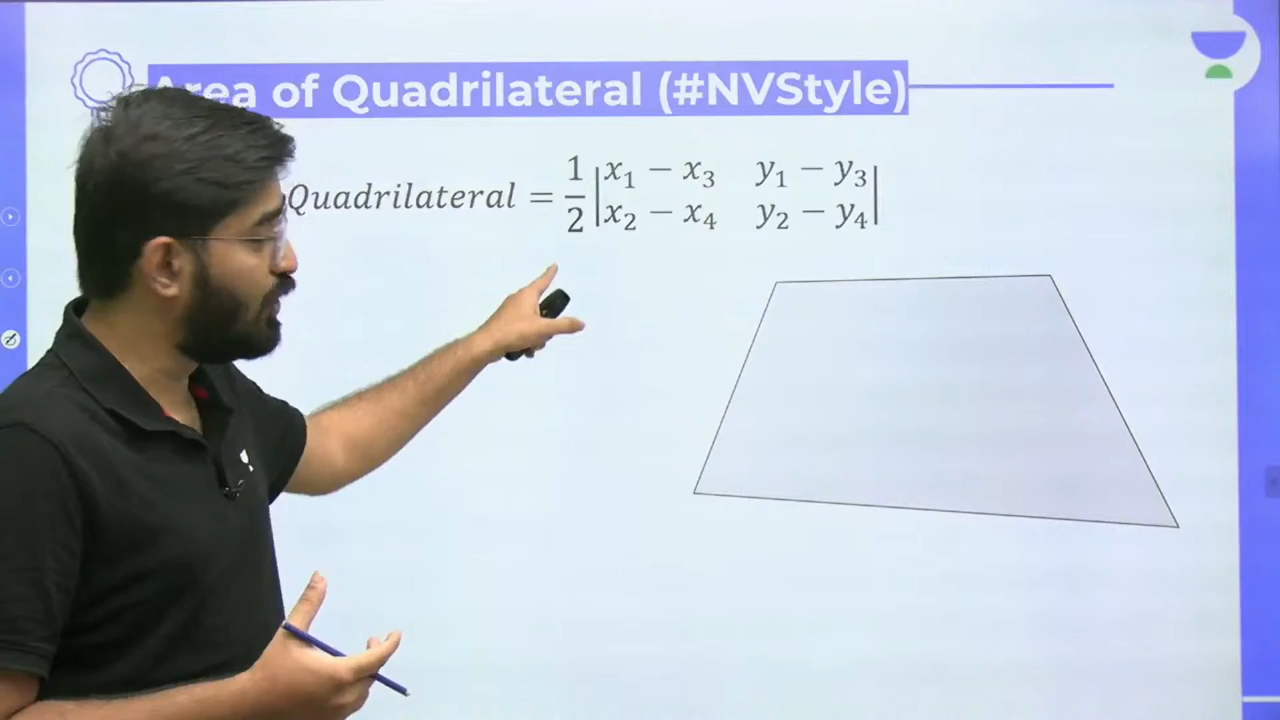 Area of Quadrilateral (#NVStyle)
Quadrilateral = 1/2 |x₁ − x₃ y₁ − y₃|
|x₂ − x₄ y₂ − y₄|